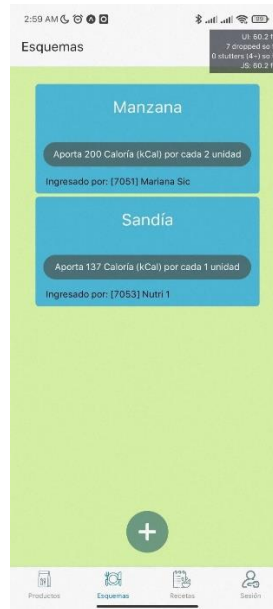 2:59 AM
Esquemas
UI: 60.2 f
7 dropped so f
0 stutters (4+) so f
JS: 60.2 f
Manzana
Aporta 200 Caloría (kCal) por cada 2 unidad
Ingresado por: [7051] Mariana Sic
Sandía
Aporta 137 Caloría (kCal) por cada 1 unidad
Ingresado por: [7053] Nutri 1
+
Productos Esquemas Recetas Sesión